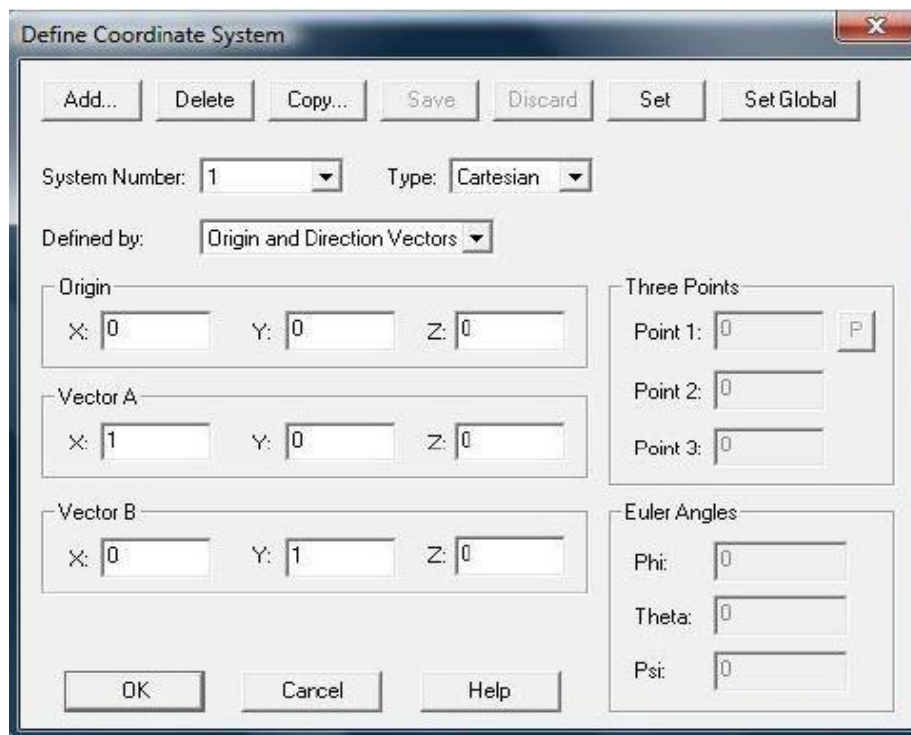 Define Coordinate System
Add... Delete Copy... Save Discard Set Set Global
System Number: 1 Type: Cartesian
Defined by: Origin and Direction Vectors
Origin
X: 0 Y: 0 Z: 0
Three Points
Point 1: 0 P
Point 2: 0
Point 3: 0
Vector A
X: 1 Y: 0 Z: 0
Vector B
X: 0 Y: 1 Z: 0
Euler Angles
Phi: 0
Theta: 0
Psi: 0
OK Cancel Help